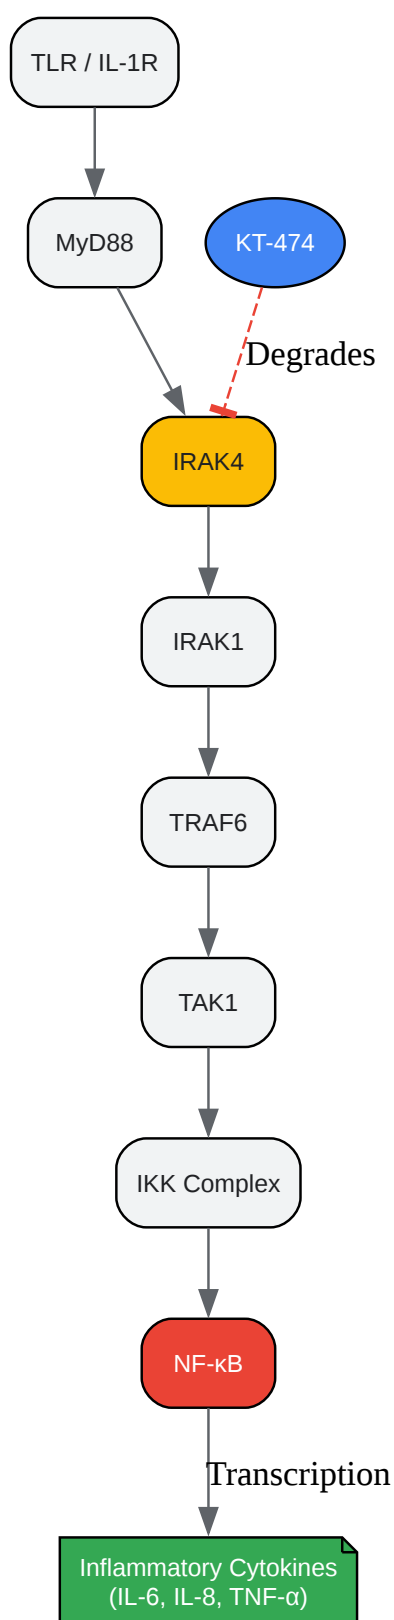 TLR / IL-1R
MyD88
KT-474
Degrades
IRAK4
IRAK1
TRAF6
TAK1
IKK Complex
NF-κB
Transcription
Inflammatory Cytokines
(IL-6, IL-8, TNF-α)